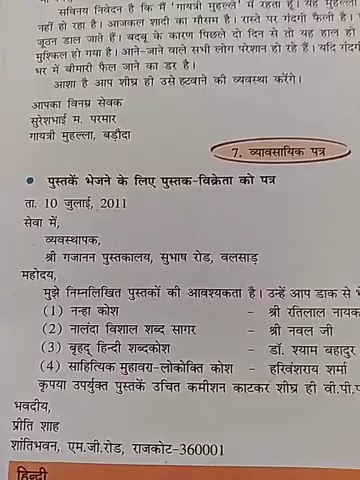 सविनय निवेदन है कि मैं 'गायत्री मुहल्ले' में रहता हूँ। यह मुहल्ला
नहीं हो रहा है। आजकल शादी का मौसम है। रास्ते पर गंदगी फैली है।
जूठन डाल जाते हैं। बदबू के कारण पिछले दो दिन से तो यह हाल हो
मुश्किल हो गया है। आने-जाने वाले सभी लोग परेशान हो रहे हैं। यदि गंदगी
भर में बीमारी फैल जाने का डर है।
आशा है आप शीघ्र ही उसे हटवाने की व्यवस्था करेंगे।
आपका विनम्र सेवक
सुरेशभाई म. परमार
गायत्री मुहल्ला, बड़ौदा
7. व्यावसायिक पत्र
• पुस्तकें भेजने के लिए पुस्तक-विक्रेता को पत्र
ता. 10 जुलाई, 2011
सेवा में,
व्यवस्थापक,
श्री गजानन पुस्तकालय, सुभाष रोड, वलसाड़
महोदय,
मुझे निम्नलिखित पुस्तकों की आवश्यकता है। उन्हें आप डाक से
(1) नन्हा कोश – श्री रतिलाल नायक
(2) नालंदा विशाल शब्द सागर – श्री नवल जी
(3) बृहद् हिन्दी शब्दकोश – डॉ. श्याम बहादुर
(4) साहित्यिक मुहावरा-लोकोक्ति कोश – हरिवंशराय शर्मा
कृपया उपर्युक्त पुस्तकें उचित कमीशन काटकर शीघ्र ही वी.पी.
भवदीय,
प्रीति शाह
शांतिभवन, एम.जी.रोड, राजकोट-360001
हिन्दी